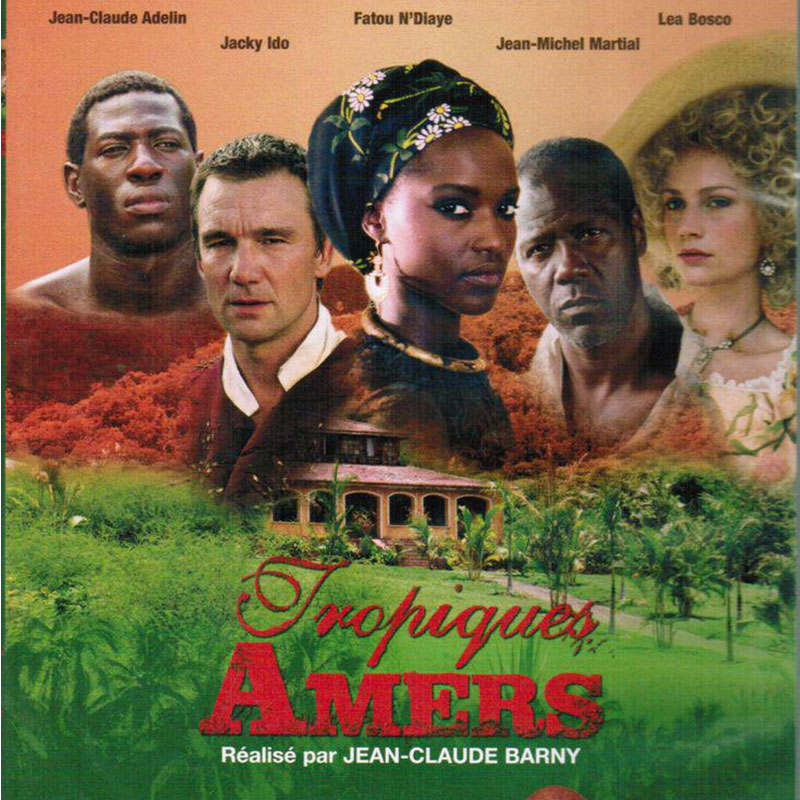 Jean-Claude Adelin
Fatou N'Diaye
Lea Bosco
Jacky Ido
Jean-Michel Martial
Tropiques
AMERS
Réalisé par JEAN-CLAUDE BARNY